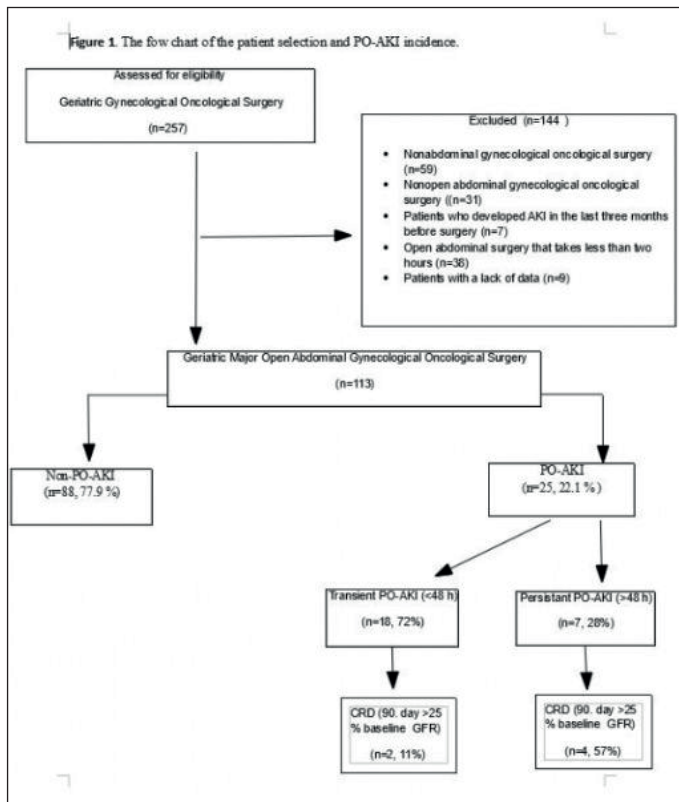 Figure 1. The fow chart of the patient selection and PO-AKI incidence.
Assessed for eligibility
Geriatric Gynecological Oncological Surgery
(n=257)
Excluded (n=144 )
• Nonabdominal gynecological oncological surgery
(n=59)
• Nonopen abdominal gynecological oncological
surgery ((n=31)
• Patients who developed AKI in the last three months
before surgery (n=7)
• Open abdominal surgery that takes less than two
hours (n=38)
• Patients with a lack of data (n=9)
Geriatric Major Open Abdominal Gynecological Oncological Surgery
(n=113)
Non-PO-AKI
(n=88, 77.9 %)
PO-AKI
(n=25, 22.1 % )
Transient PO-AKI (<48 h)
(n=18, 72%)
Persistant PO-AKI (>48 h)
(n=7, 28%)
CRD (90. day >25
% baseline GFR)
(n=2, 11%)
CRD (90. day >25
% baseline GFR)
(n=4, 57%)